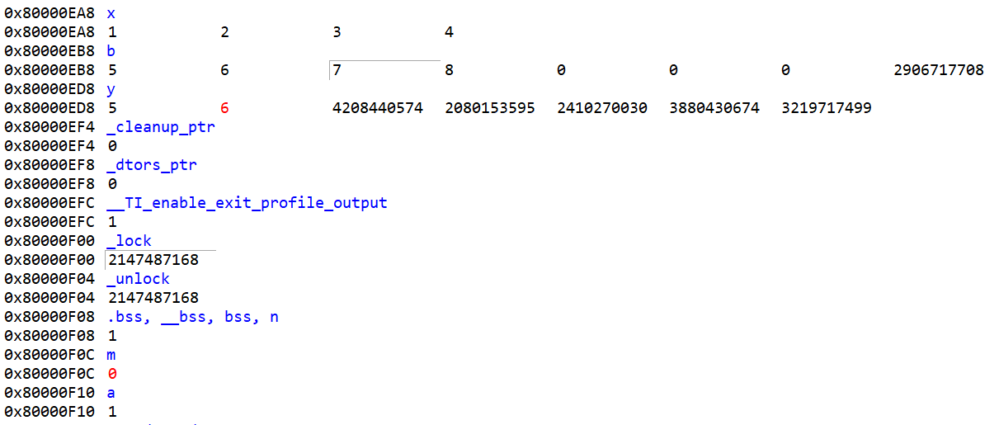 0x80000EA8 x
0x80000EA8 1 2 3 4
0x80000EB8 b
0x80000EB8 5 6 7 8 0 0 0 2906717708
0x80000ED8 y
0x80000ED8 5 6 4208440574 2080153595 2410270030 3880430674 3219717499
0x80000EF4 _cleanup_ptr
0x80000EF4 0
0x80000EF8 _dtors_ptr
0x80000EF8 0
0x80000EFC __TI_enable_exit_profile_output
0x80000EFC 1
0x80000F00 _lock
0x80000F00 2147487168
0x80000F04 _unlock
0x80000F04 2147487168
0x80000F08 .bss, __bss, bss, n
0x80000F08 1
0x80000F0C m
0x80000F0C 0
0x80000F10 a
0x80000F10 1